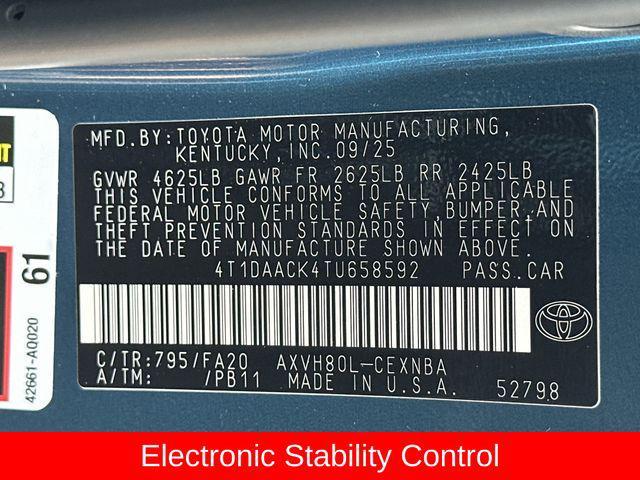 MFD.BY: TOYOTA MOTOR MANUFACTURING,
KENTUCKY, INC. 09/25
GVWR 4625LB GAWR FR 2625LB RR 2425LB
THIS VEHICLE CONFORMS TO ALL APPLICABLE
FEDERAL MOTOR VEHICLE SAFETY, BUMPER, AND
THEFT PREVENTION STANDARDS IN EFFECT ON
THE DATE OF MANUFACTURE SHOWN ABOVE.
4T1DAACK4TU658592 PASS.CAR
C/TR: 795/FA20 AXVH80L-CEXNBA
A/TM: /PB11 MADE IN U.S.A. 52798
61
42661-A0020
Electronic Stability Control